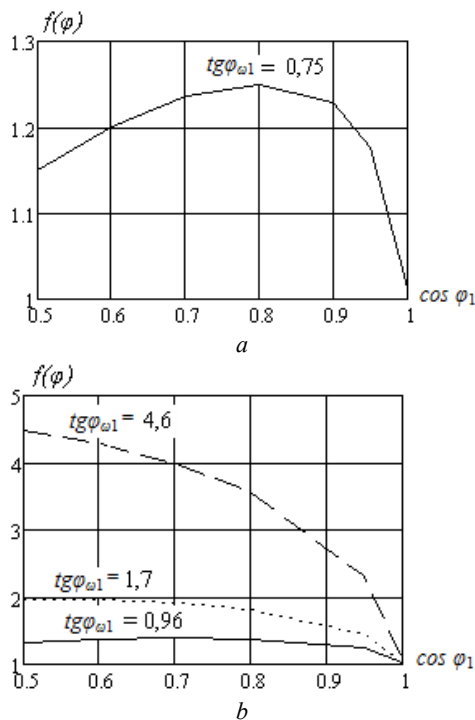 f(φ)
1.3
tgφω1 = 0,75
1.2
1.1
1
0.5 0.6 0.7 0.8 0.9 1
cos φ1
a
f(φ)
5
tgφω1 = 4,6
4
3
tgφω1 = 1,7
2
tgφω1 = 0,96
1
0.5 0.6 0.7 0.8 0.9 1
cos φ1
b